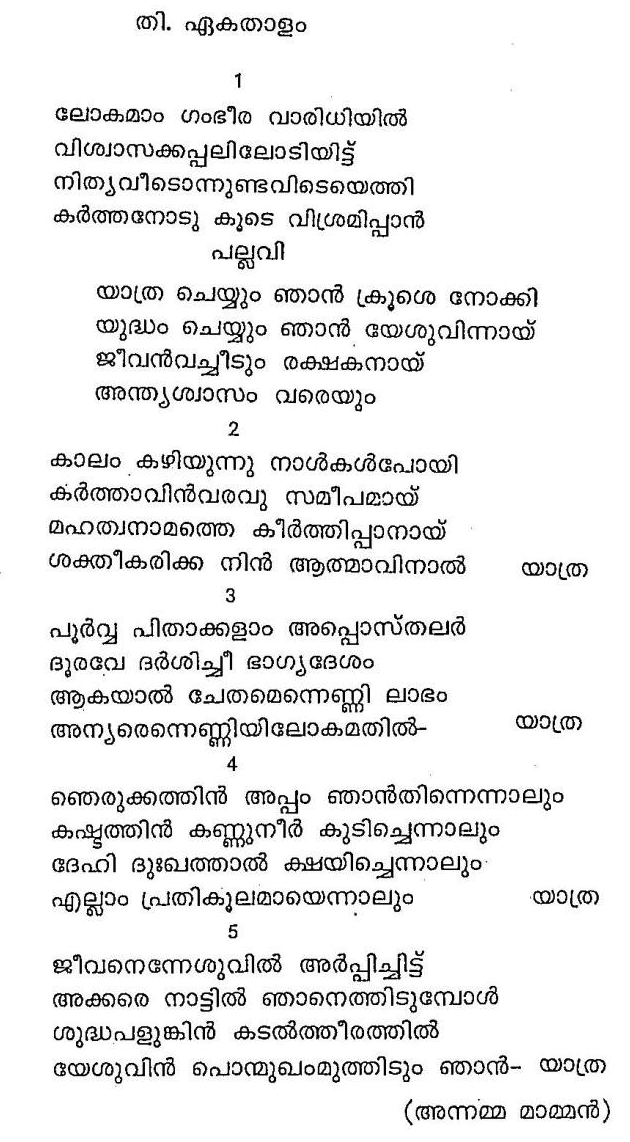 തി. ഏകതാളം
1
ലോകമാം ഗംഭീര വാരിധിയിൽ
വിശ്വാസക്കപ്പലിലോടിയിട്ട്
നിത്യവീടൊന്നുണ്ടവിടെയെത്തി
കർത്തനോടു കൂടെ വിശ്രമിപ്പാൻ
പല്ലവി
യാത്ര ചെയ്യും ഞാൻ ക്രൂശെ നോക്കി
യുദ്ധം ചെയ്യും ഞാൻ യേശുവിന്നായ്
ജീവൻവച്ചീടും രക്ഷകനായ്
അന്ത്യശ്വാസം വരെയും
2
കാലം കഴിയുന്നു നാൾകൾപോയി
കർത്താവിൻവരവു സമീപമായ്
മഹത്വനാമത്തെ കീർത്തിപ്പാനായ്
ശക്തീകരിക്ക നിൻ ആത്മാവിനാൽ യാത്ര
3
പൂർവ്വ പിതാക്കളാം അപ്പൊസ്തലർ
ദൂരവേ ദർശിച്ചീ ഭാഗ്യദേശം
ആകയാൽ ചേതമെന്നെണ്ണി ലാഭം
അന്യരെന്നെണ്ണിയിലോകമതിൽ- യാത്ര
4
ഞെരുക്കത്തിൻ അപ്പം ഞാൻതിന്നെന്നാലും
കഷ്ടത്തിൻ കണ്ണുനീർ കുടിച്ചെന്നാലും
ദേഹി ദുഃഖത്താൽ ക്ഷയിച്ചെന്നാലും
എല്ലാം പ്രതികൂലമായെന്നാലും യാത്ര
5
ജീവനെന്നേശുവിൽ അർപ്പിച്ചിട്ട്
അക്കരെ നാട്ടിൽ ഞാനെത്തിടുമ്പോൾ
ശുദ്ധപളുങ്കിൻ കടൽത്തീരത്തിൽ
യേശുവിൻ പൊന്മുഖംമുത്തിടും ഞാൻ- യാത്ര
(അന്നമ്മ മാമ്മൻ)